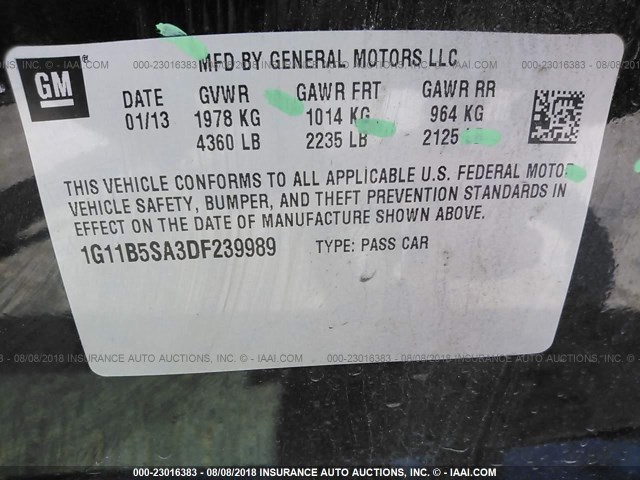 GM®
MFD BY GENERAL MOTORS LLC
DATE GVWR GAWR FRT GAWR RR
01/13 1978 KG 1014 KG 964 KG
4360 LB 2235 LB 2125
THIS VEHICLE CONFORMS TO ALL APPLICABLE U.S. FEDERAL MOTOR
VEHICLE SAFETY, BUMPER, AND THEFT PREVENTION STANDARDS IN
EFFECT ON THE DATE OF MANUFACTURE SHOWN ABOVE.
1G11B5SA3DF239989 TYPE: PASS CAR
000-23016383 - 08/08/2018 INSURANCE AUTO AUCTIONS, INC. - © IAAI.COM